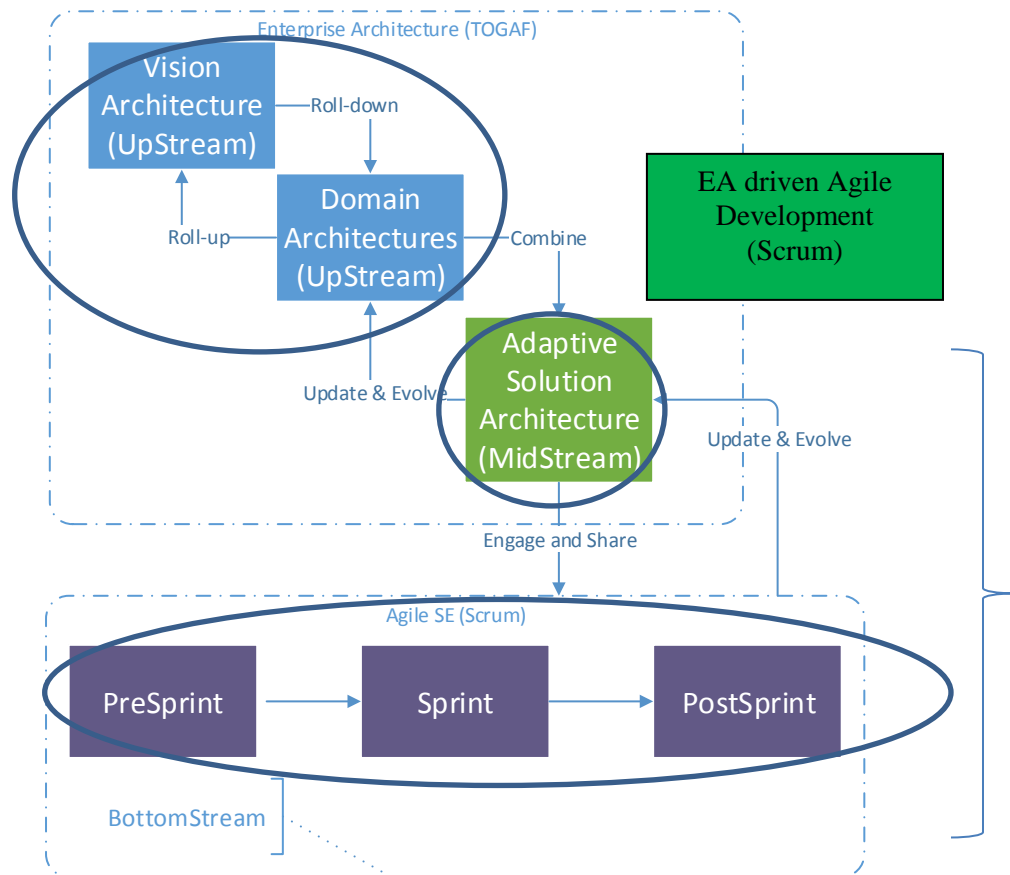 Enterprise Architecture (TOGAF)
Vision
Architecture
(UpStream)
Roll-down
Domain
Architectures
(UpStream)
Roll-up
Combine
EA driven Agile
Development
(Scrum)
Adaptive
Solution
Architecture
(MidStream)
Update & Evolve
Update & Evolve
Engage and Share
Agile SE (Scrum)
PreSprint
Sprint
PostSprint
BottomStream